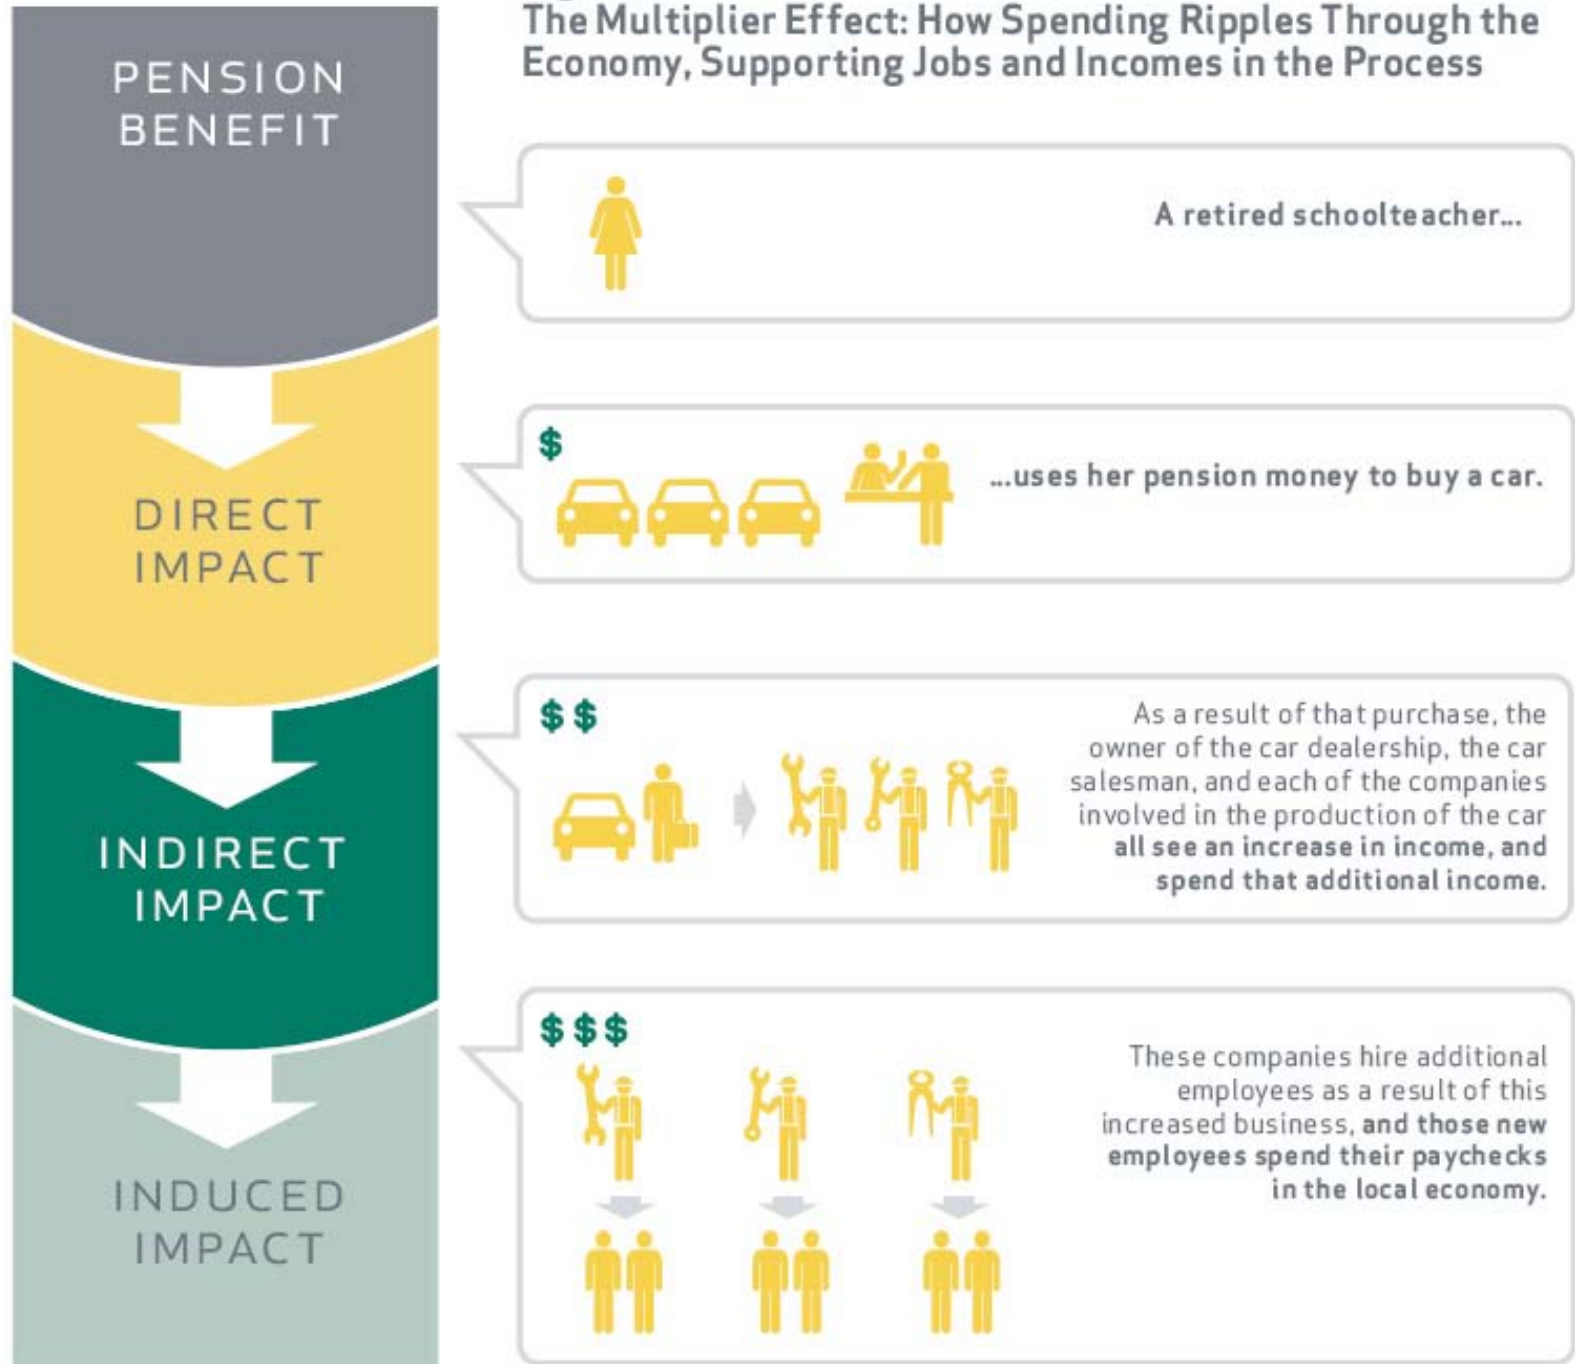 The Multiplier Effect: How Spending Ripples Through the
Economy, Supporting Jobs and Incomes in the Process
PENSION
BENEFIT
A retired schoolteacher...
DIRECT
IMPACT
$
...uses her pension money to buy a car.
INDIRECT
IMPACT
$ $
As a result of that purchase, the
owner of the car dealership, the car
salesman, and each of the companies
involved in the production of the car
all see an increase in income, and
spend that additional income.
INDUCED
IMPACT
$ $ $
These companies hire additional
employees as a result of this
increased business, and those new
employees spend their paychecks
in the local economy.